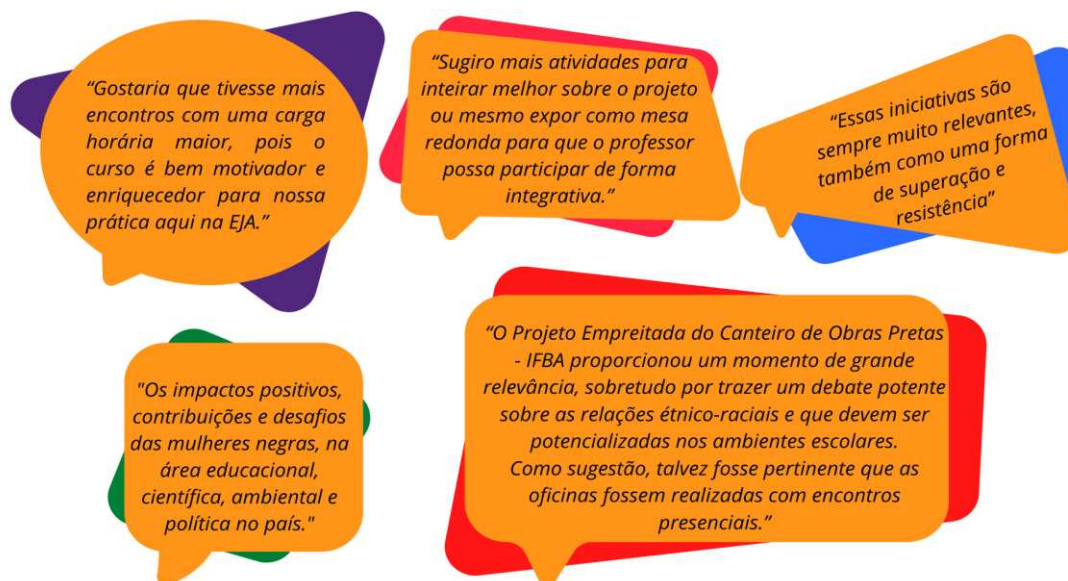 “Gostaria que tivesse mais
encontros com uma carga
horária maior, pois o
curso é bem motivador e
enriquecedor para nossa
prática aqui na EJA.”
“Sugiro mais atividades para
inteirar melhor sobre o projeto
ou mesmo expor como mesa
redonda para que o professor
possa participar de forma
integrativa.”
“Essas iniciativas são
sempre muito relevantes,
também como uma forma
de superação e
resistência”
"Os impactos positivos,
contribuições e desafios
das mulheres negras, na
área educacional,
científica, ambiental e
política no país."
“O Projeto Empreitada do Canteiro de Obras Pretas
- IFBA proporcionou um momento de grande
relevância, sobretudo por trazer um debate potente
sobre as relações étnico-raciais e que devem ser
potencializadas nos ambientes escolares.
Como sugestão, talvez fosse pertinente que as
oficinas fossem realizadas com encontros
presenciais.”